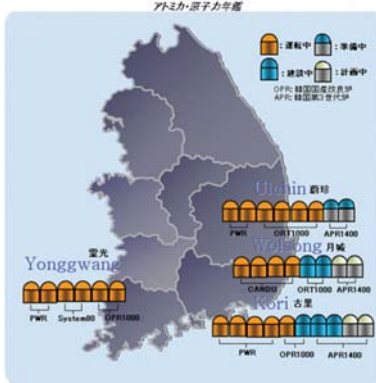 アトミカ・原子力年鑑
:運転中 :準備中
:建設中 :計画中
OPR:韓国国産改良炉
APR:韓国第3世代炉
Ulchin 蔚珍
PWR ORT1000 APR1400
Wolsong 月城
CANDU ORT1000 APR1400
霊光
Yonggwang
PWR System80 OPR1000
Kori 古里
PWR OPR1000 APR1400